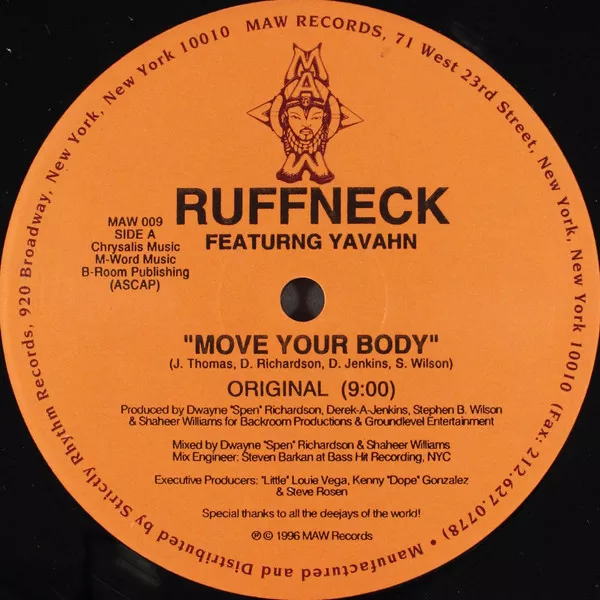 MAW RECORDS, 71 West 23rd Street, New York, New York 10010 (Fax: 212.627.0778) • Manufactured and Distributed by Strictly Rhythm Records, 920 Broadway, New York, New York 10010
MAW
RUFFNECK
FEATURNG YAVAHN
MAW 009
SIDE A
Chrysalis Music
M-Word Music
B-Room Publishing
(ASCAP)
"MOVE YOUR BODY"
(J. Thomas, D. Richardson, D. Jenkins, S. Wilson)
ORIGINAL (9:00)
Produced by Dwayne "Spen" Richardson, Derek-A-Jenkins, Stephen B. Wilson
& Shaheer Williams for Backroom Productions & Groundlevel Entertainment
Mixed by Dwayne "Spen" Richardson & Shaheer Williams
Mix Engineer: Steven Barkan at Bass Hit Recording, NYC
Executive Producers: "Little" Louie Vega, Kenny "Dope" Gonzalez
& Steve Rosen
Special thanks to all the deejays of the world!
℗ © 1996 MAW Records